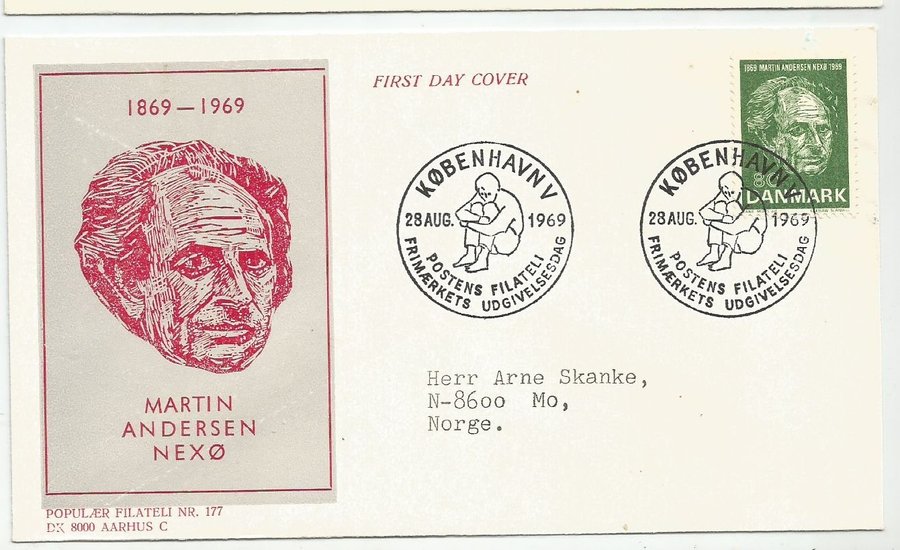 FIRST DAY COVER
1869 — 1969
MARTIN
ANDERSEN
NEXØ
POPULÆR FILATELI NR. 177
DK 8000 AARHUS C
KØBENHAVN V
28 AUG. 1969
POSTENS FILATELI
FRIMÆRKETS UDGIVELSESDAG
KØBENHAVN V
28 AUG. 1969
POSTENS FILATELI
FRIMÆRKETS UDGIVELSESDAG
1869 MARTIN ANDERSEN NEXØ 1969
80
DANMARK
Herr Arne Skanke,
N-8600 Mo,
Norge.